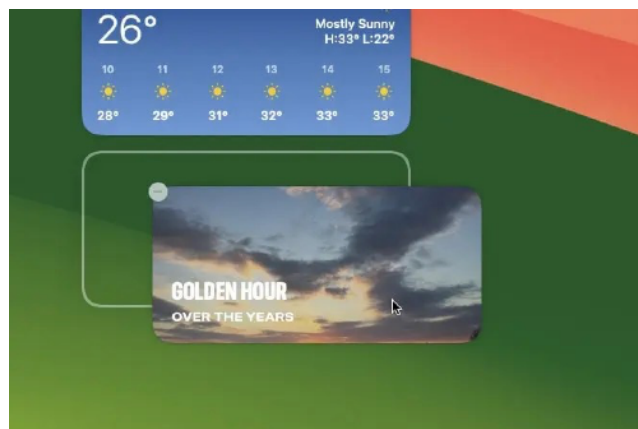 26°
Mostly Sunny
H:33° L:22°
10 11 12 13 14 15
28° 29° 31° 32° 33° 33°
GOLDEN HOUR
OVER THE YEARS